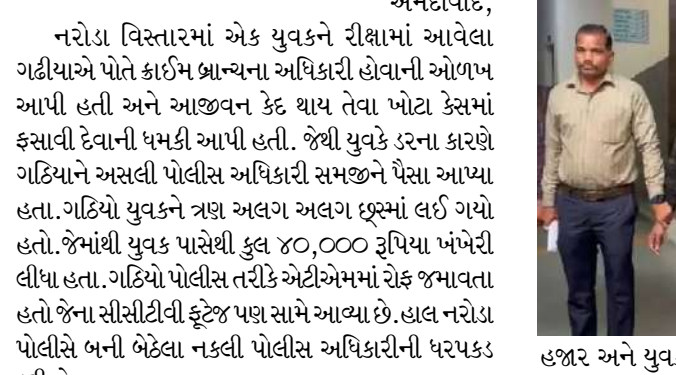 અમદાવાદ,
નરોડા વિસ્તારમાં એક યુવકને રીક્ષામાં આવેલા
ગઢીયાએ પોતે ક્રાઈમ બ્રાન્ચના અધિકારી હોવાની ઓળખ
આપી હતી અને આજીવન કેદ થાય તેવા ખોટા કેસમાં
ફસાવી દેવાની ધમકી આપી હતી. જેથી યુવકે ડરના કારણે
ગઠિયાને અસલી પોલીસ અધિકારી સમજીને પૈસા આપ્યા
હતા.ગઠિયો યુવકને ત્રણ અલગ અલગ છ્સ્માં લઈ ગયો
હતો.જેમાંથી યુવક પાસેથી કુલ ૪૦,૦૦૦ રૂપિયા ખંખેરી
લીધા હતા.ગઠિયો પોલીસ તરીકે એટીએમમાં રોફ જમાવતા
હતો જેના સીસીટીવી ફૂટેજ પણ સામે આવ્યા છે.હાલ નરોડા
પોલીસે બની બેઠેલા નકલી પોલીસ અધિકારીની ધરપકડ
હજાર અને